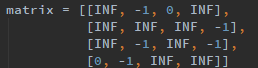 matrix = [[INF, -1, 0, INF],
[INF, INF, INF, -1],
[INF, -1, INF, -1],
[0, -1, INF, INF]]